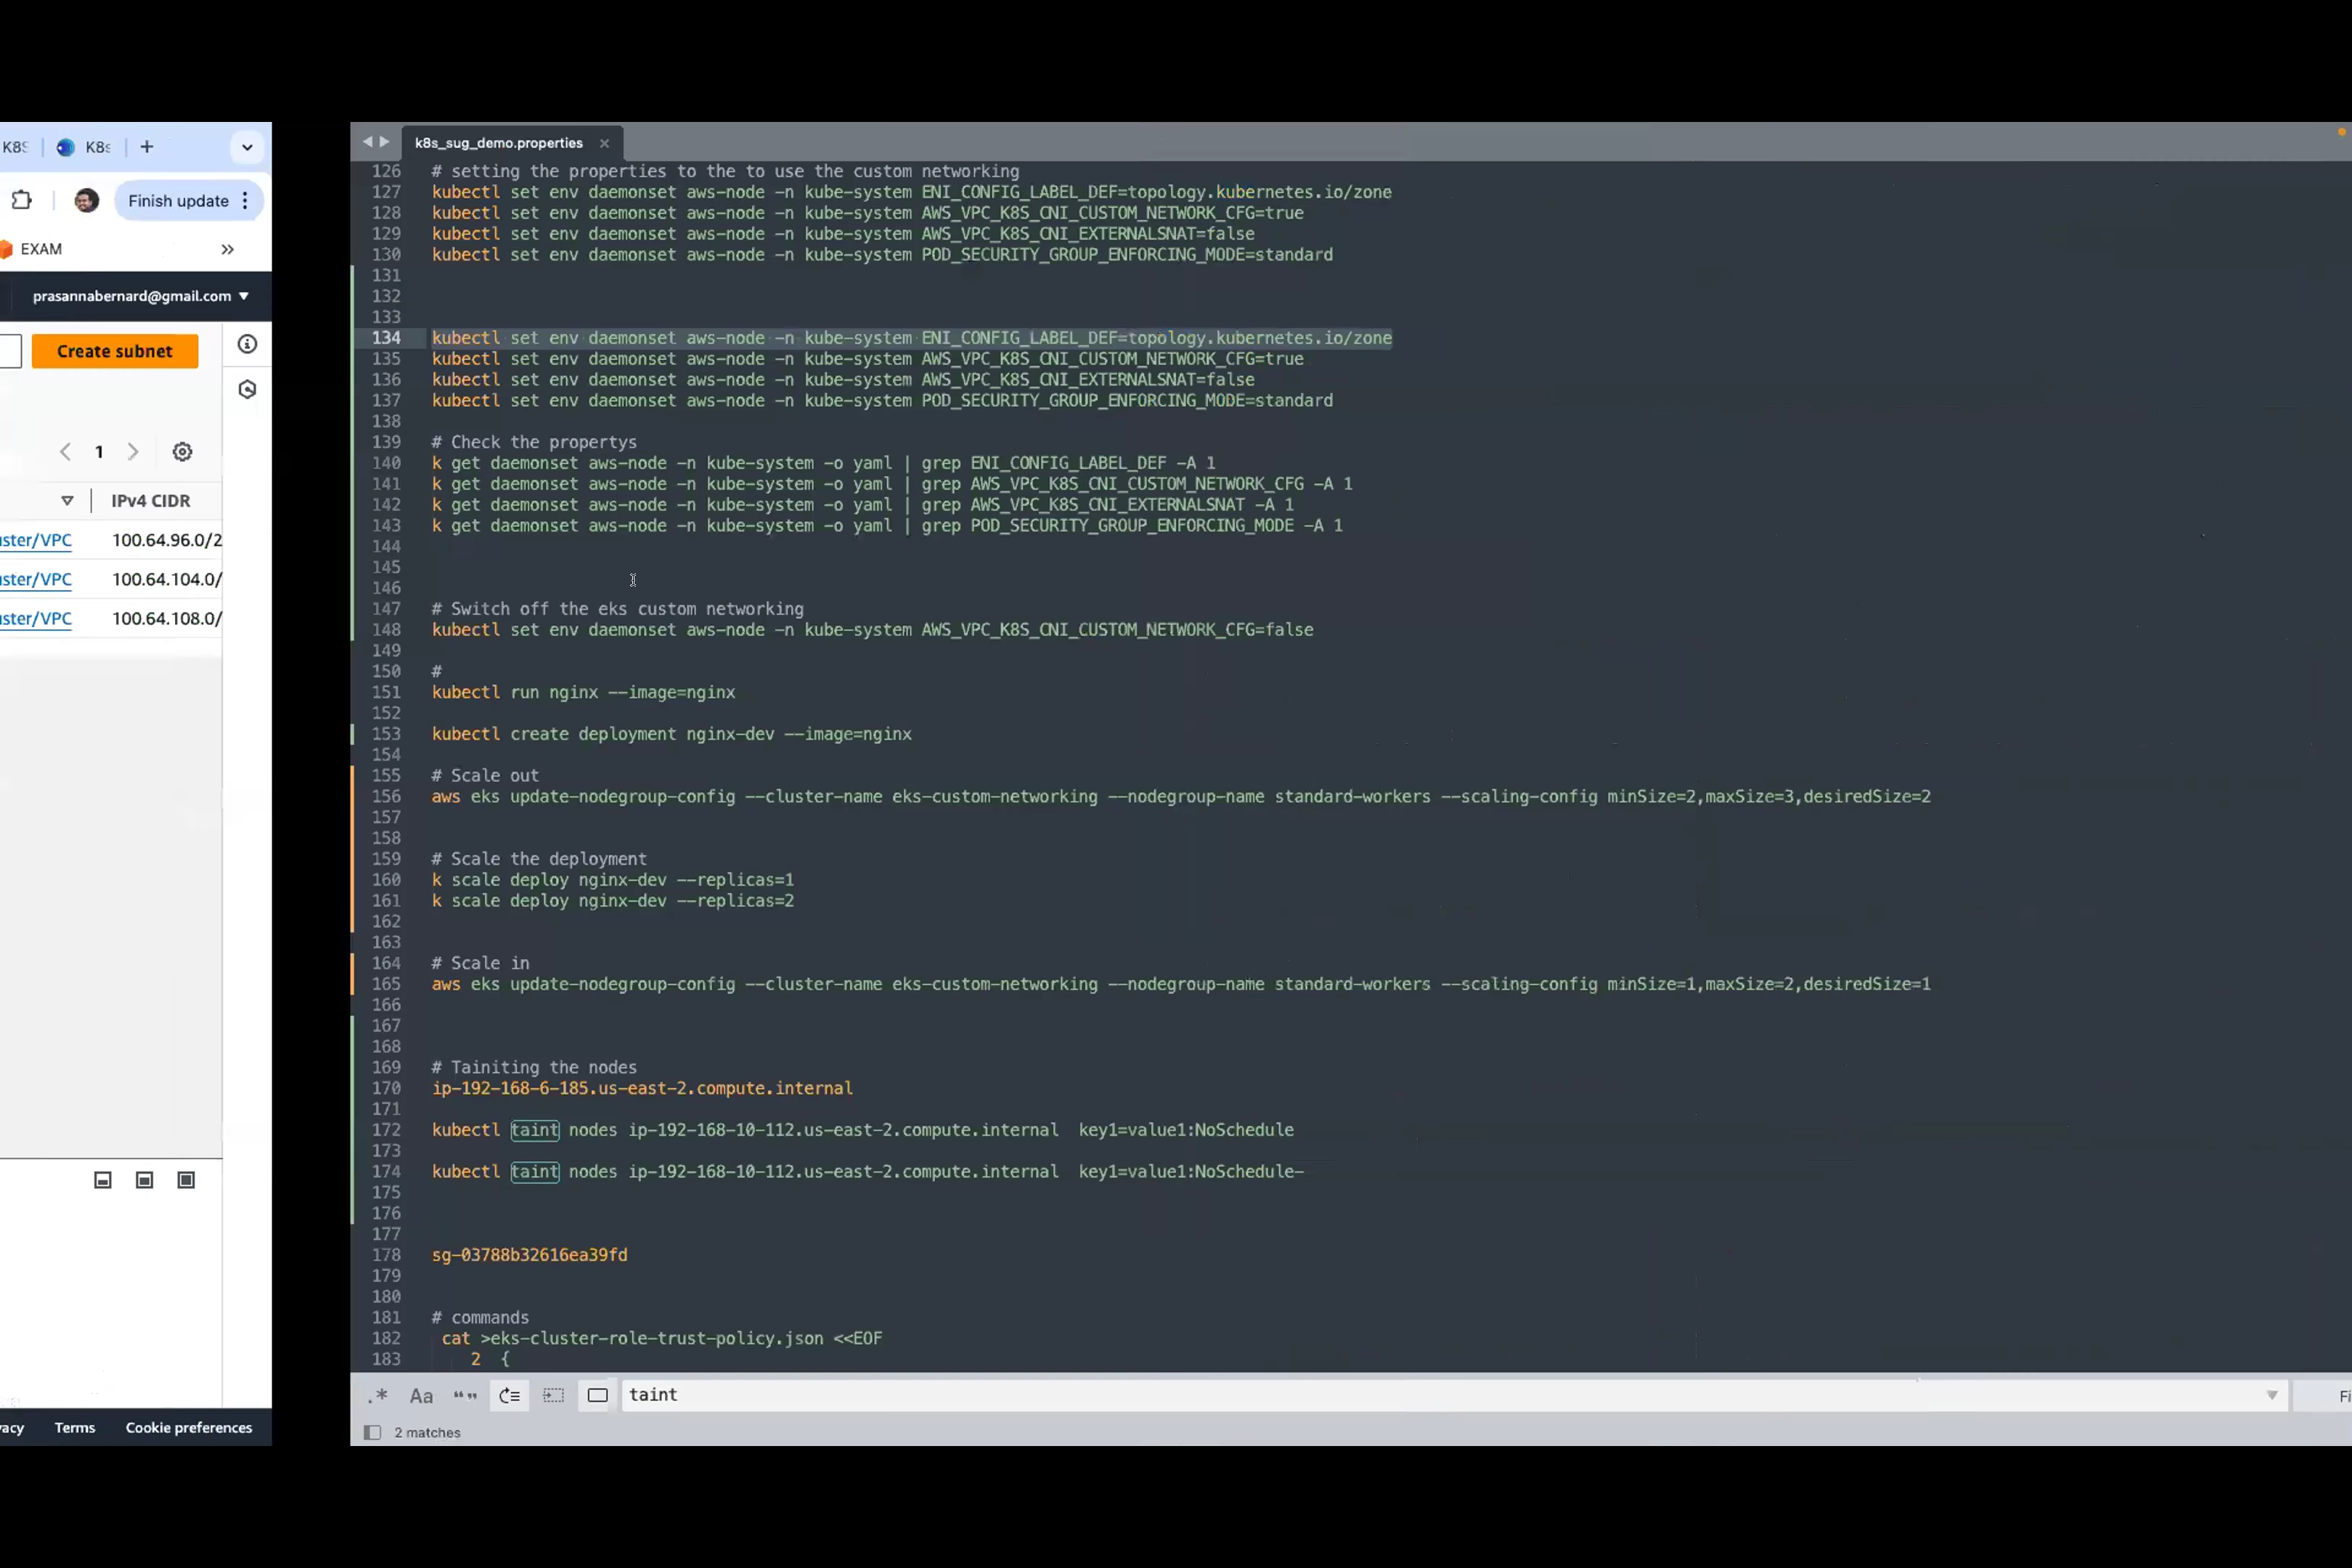 K8S
K8s
Finish update
EXAM
prasannabernard@gmail.com
Create subnet
1
IPv4 CIDR
uster/VPC 100.64.96.0/2
uster/VPC 100.64.104.0/
uster/VPC 100.64.108.0/
vacy Terms Cookie preferences
k8s_sug_demo.properties
126 # setting the properties to the to use the custom networking
127 kubectl set env daemonset aws-node -n kube-system ENI_CONFIG_LABEL_DEF=topology.kubernetes.io/zone
128 kubectl set env daemonset aws-node -n kube-system AWS_VPC_K8S_CNI_CUSTOM_NETWORK_CFG=true
129 kubectl set env daemonset aws-node -n kube-system AWS_VPC_K8S_CNI_EXTERNALSNAT=false
130 kubectl set env daemonset aws-node -n kube-system POD_SECURITY_GROUP_ENFORCING_MODE=standard
131
132
133
134 kubectl set env daemonset aws-node -n kube-system ENI_CONFIG_LABEL_DEF=topology.kubernetes.io/zone
135 kubectl set env daemonset aws-node -n kube-system AWS_VPC_K8S_CNI_CUSTOM_NETWORK_CFG=true
136 kubectl set env daemonset aws-node -n kube-system AWS_VPC_K8S_CNI_EXTERNALSNAT=false
137 kubectl set env daemonset aws-node -n kube-system POD_SECURITY_GROUP_ENFORCING_MODE=standard
138
139 # Check the propertys
140 k get daemonset aws-node -n kube-system -o yaml | grep ENI_CONFIG_LABEL_DEF -A 1
141 k get daemonset aws-node -n kube-system -o yaml | grep AWS_VPC_K8S_CNI_CUSTOM_NETWORK_CFG -A 1
142 k get daemonset aws-node -n kube-system -o yaml | grep AWS_VPC_K8S_CNI_EXTERNALSNAT -A 1
143 k get daemonset aws-node -n kube-system -o yaml | grep POD_SECURITY_GROUP_ENFORCING_MODE -A 1
144
145
146
147 # Switch off the eks custom networking
148 kubectl set env daemonset aws-node -n kube-system AWS_VPC_K8S_CNI_CUSTOM_NETWORK_CFG=false
149
150 #
151 kubectl run nginx --image=nginx
152
153 kubectl create deployment nginx-dev --image=nginx
154
155 # Scale out
156 aws eks update-nodegroup-config --cluster-name eks-custom-networking --nodegroup-name standard-workers --scaling-config minSize=2,maxSize=3,desiredSize=2
157
158
159 # Scale the deployment
160 k scale deploy nginx-dev --replicas=1
161 k scale deploy nginx-dev --replicas=2
162
163
164 # Scale in
165 aws eks update-nodegroup-config --cluster-name eks-custom-networking --nodegroup-name standard-workers --scaling-config minSize=1,maxSize=2,desiredSize=1
166
167
168
169 # Tainiting the nodes
170 ip-192-168-6-185.us-east-2.compute.internal
171
172 kubectl taint nodes ip-192-168-10-112.us-east-2.compute.internal key1=value1:NoSchedule
173
174 kubectl taint nodes ip-192-168-10-112.us-east-2.compute.internal key1=value1:NoSchedule-
175
176
177
178 sg-03788b32616ea39fd
179
180
181 # commands
182 cat >eks-cluster-role-trust-policy.json <<EOF
183 2 {
.* Aa “” taint Fi
2 matches